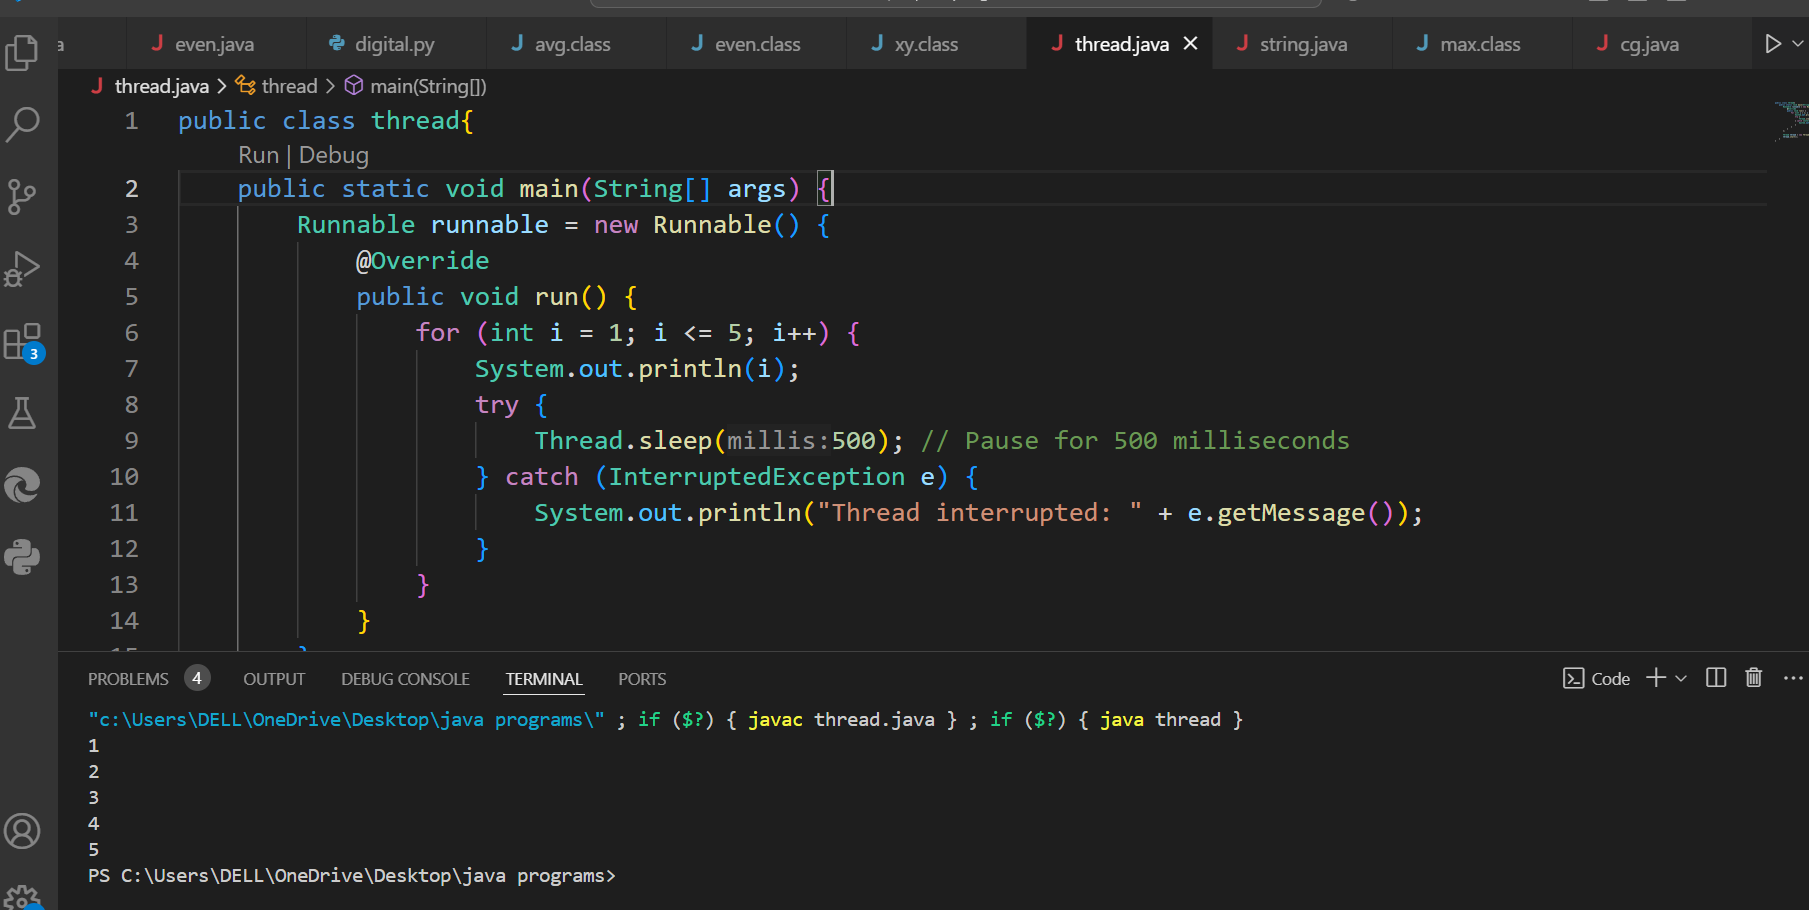 a even.java digital.py avg.class even.class xy.class thread.java string.java max.class cg.java
thread.java > thread > main(String[])
1 public class thread{
Run | Debug
2 public static void main(String[] args) {
3 Runnable runnable = new Runnable() {
4 @Override
5 public void run() {
6 for (int i = 1; i <= 5; i++) {
7 System.out.println(i);
8 try {
9 Thread.sleep(millis:500); // Pause for 500 milliseconds
10 } catch (InterruptedException e) {
11 System.out.println("Thread interrupted: " + e.getMessage());
12 }
13 }
14 }
3
PROBLEMS 4 OUTPUT DEBUG CONSOLE TERMINAL PORTS Code
"c:\Users\DELL\OneDrive\Desktop\java programs\" ; if ($?) { javac thread.java } ; if ($?) { java thread }
1
2
3
4
5
PS C:\Users\DELL\OneDrive\Desktop\java programs>